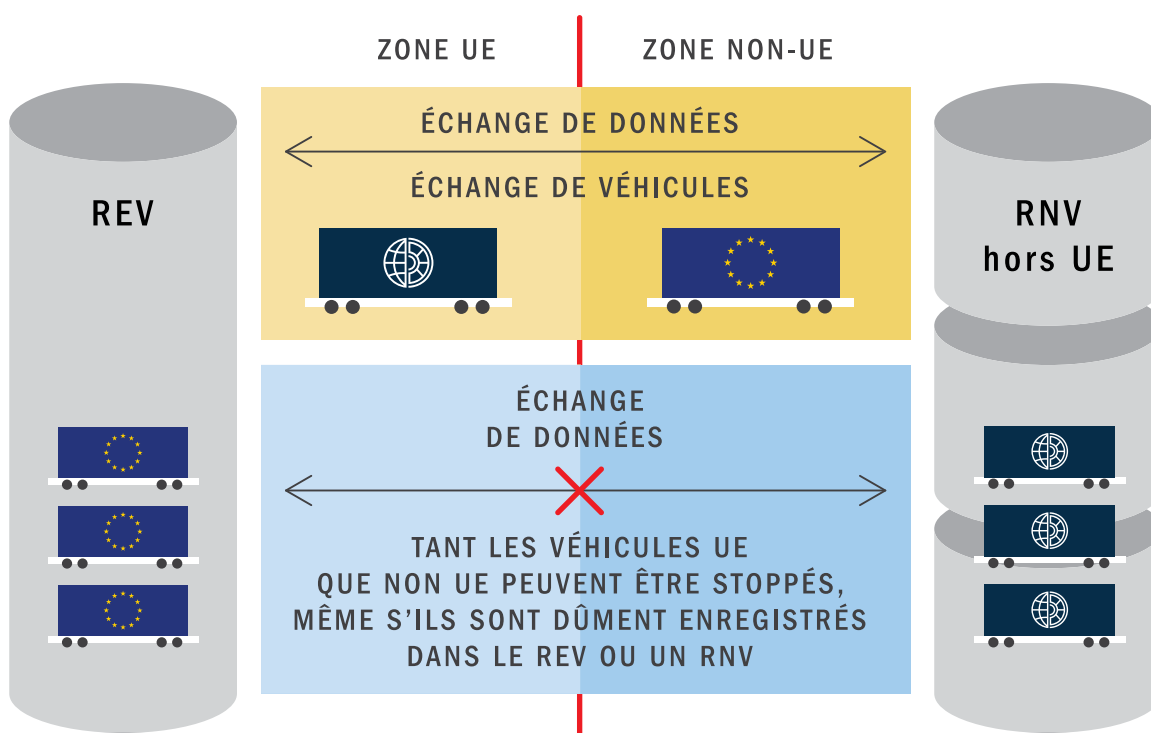 ZONE UE
ZONE NON-UE
REV
ÉCHANGE DE DONNÉES
ÉCHANGE DE VÉHICULES
RNV
hors UE
ÉCHANGE
DE DONNÉES
TANT LES VÉHICULES UE
QUE NON UE PEUVENT ÊTRE STOPPÉS,
MÊME S’ILS SONT DÛMENT ENREGISTRÉS
DANS LE REV OU UN RNV